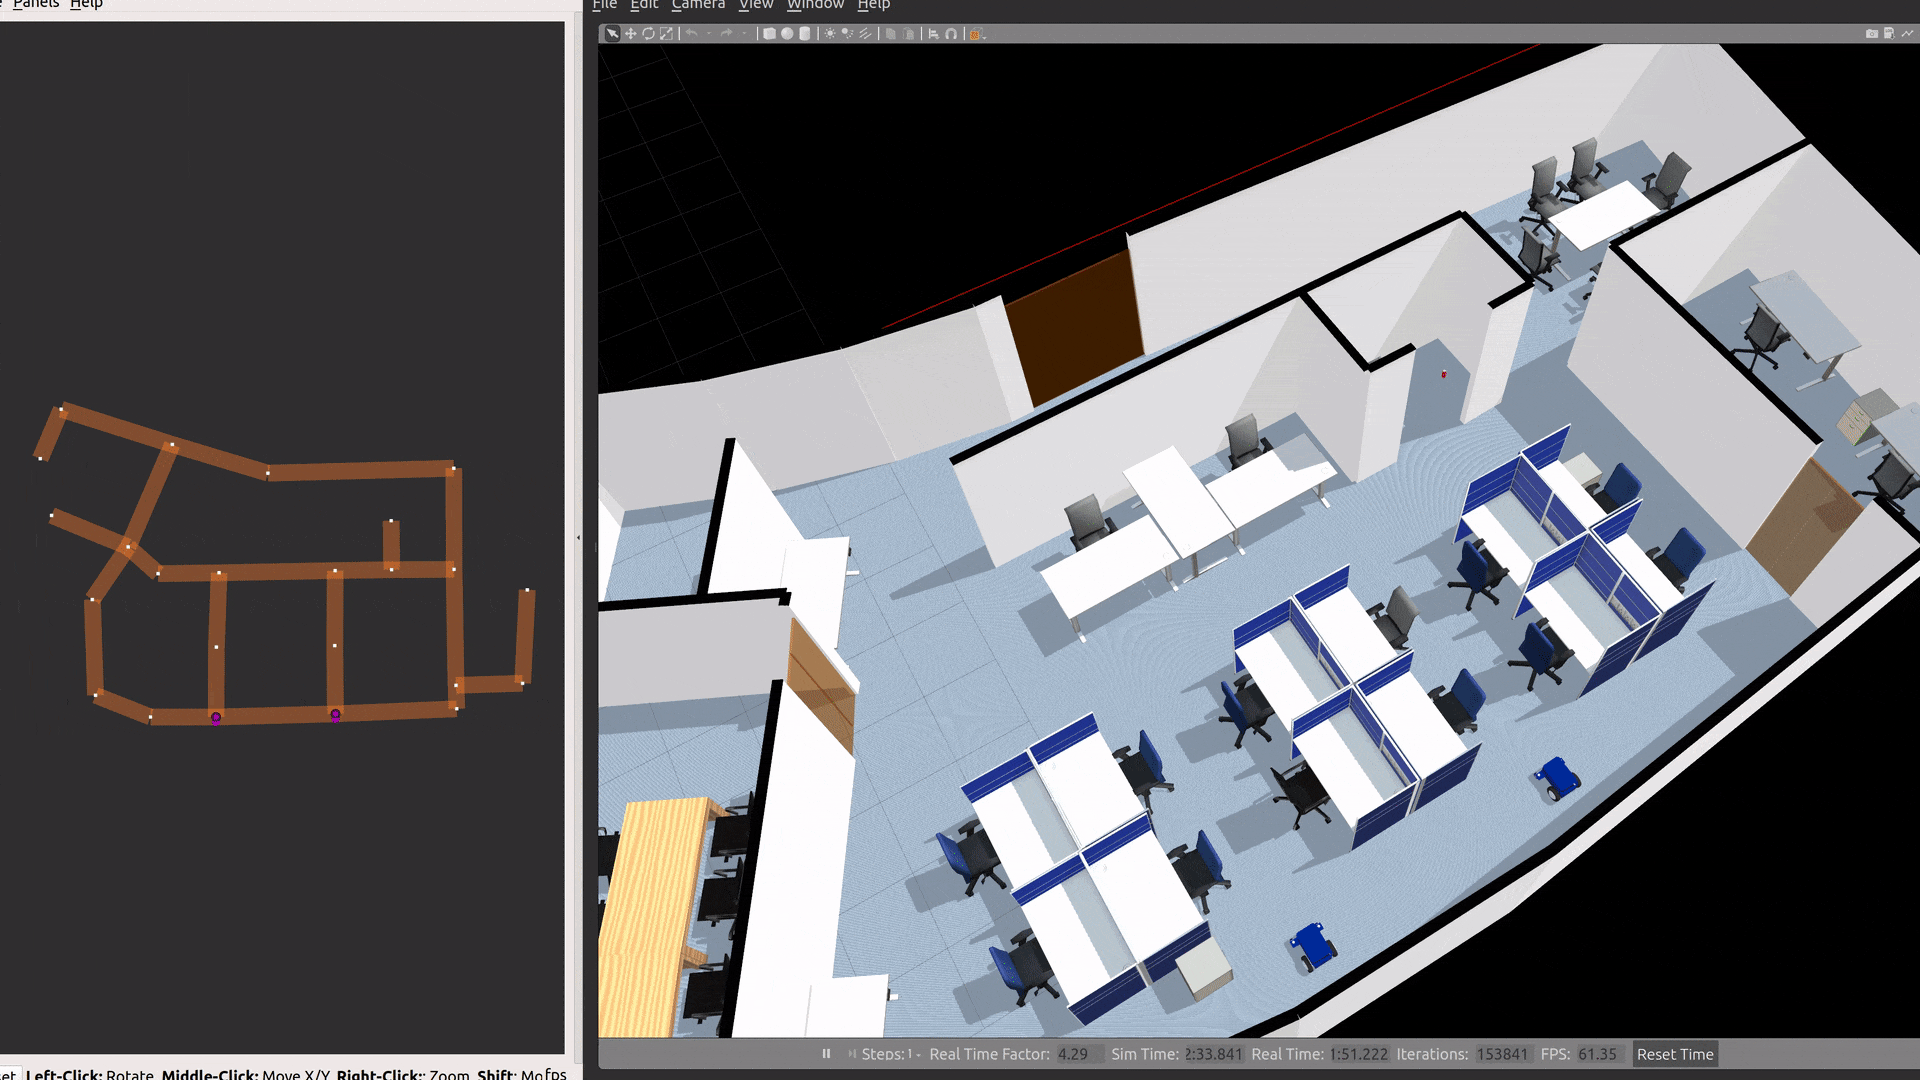 Panels Help
File Edit Camera View Window Help
Steps: 1 Real Time Factor: 4.29 Sim Time: 2:33.841 Real Time: 1:51.222 Iterations: 153841 FPS: 61.35 Reset Time
Left-Click: Rotate. Middle-Click: Move X/Y. Right-Click:: Zoom. Shift: Mo fps